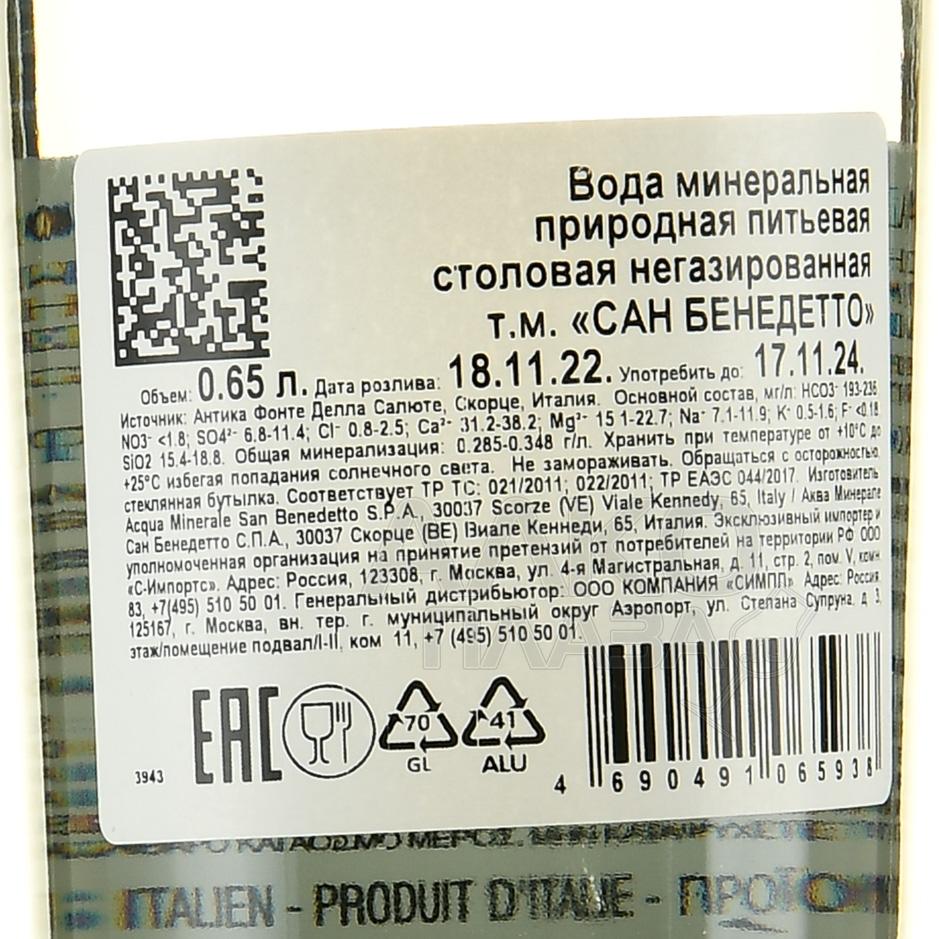 Вода минеральная
природная питьевая
столовая негазированная
т.м. «САН БЕНЕДЕТТО»
Объем: 0.65 л. Дата розлива: 18.11.22. Употребить до: 17.11.24.
Источник: Антика Фонте Делла Салюте, Скорце, Италия. Основной состав, мг/л: HCO3⁻ 193-236
NO3⁻ <1.8; SO4²⁻ 6.8-11.4; Cl⁻ 0.8-2.5; Ca²⁺ 31.2-38.2; Mg²⁺ 15.1-22.7; Na⁺ 7.1-11.9; K⁺ 0.5-1.6; F⁻ <0.18
SiO2 15.4-18.8. Общая минерализация: 0.285-0.348 г/л. Хранить при температуре от +10°С до
+25°С избегая попадания солнечного света. Не замораживать. Обращаться с осторожностью,
стеклянная бутылка. Соответствует ТР ТС: 021/2011; 022/2011; ТР ЕАЭС 044/2017. Изготовитель
Acqua Minerale San Benedetto S.P.A., 30037 Scorze (VE) Viale Kennedy, 65, Italy / Аква Минерале
Сан Бенедетто С.П.А., 30037 Скорце (ВЕ) Виале Кеннеди, 65, Италия. Эксклюзивный импортер и
уполномоченная организация на принятие претензий от потребителей на территории РФ ООО
«С-Импортс». Адрес: Россия, 123308, г. Москва, ул. 4-я Магистральная, д. 11, стр. 2, пом. V, комн.
83, +7(495) 510 50 01. Генеральный дистрибьютор: ООО КОМПАНИЯ «СИМПЛ». Адрес: Россия
125167, г. Москва, вн. тер. г. муниципальный округ Аэропорт, ул. Степана Супруна, д 3,
этаж/помещение подвал/I-II, ком 11, +7 (495) 510 50 01.
EAC 70 GL 41 ALU
3943
4 690491 065938
ITALIEN - PRODUIT D'ITALIE -